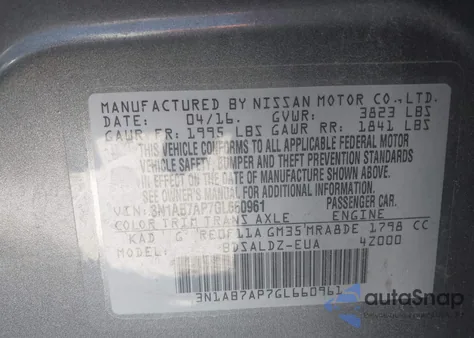 MANUFACTURED BY NISSAN MOTOR CO.,LTD.
DATE: 04/16. GVWR: 3823 LBS
GAWR FR: 1995 LBS GAWR RR: 1841 LBS
THIS VEHICLE CONFORMS TO ALL APPLICABLE FEDERAL MOTOR
VEHICLE SAFETY, BUMPER AND THEFT PREVENTION STANDARDS
IN EFFECT ON THE DATE OF MANUFACTURE SHOWN ABOVE.
SEE OWNER'S MANUAL FOR ADDITIONAL INFORMATION.
VIN: 3N1AB7AP7GL660961 PASSENGER CAR.
COLOR TRIM TRANS AXLE ENGINE
KAD G RE0F11A GM35 MRA8DE 1798 CC
MODEL: BDSALDZ-EUA 4Z000
3N1AB7AP7GL660961
autoSnap